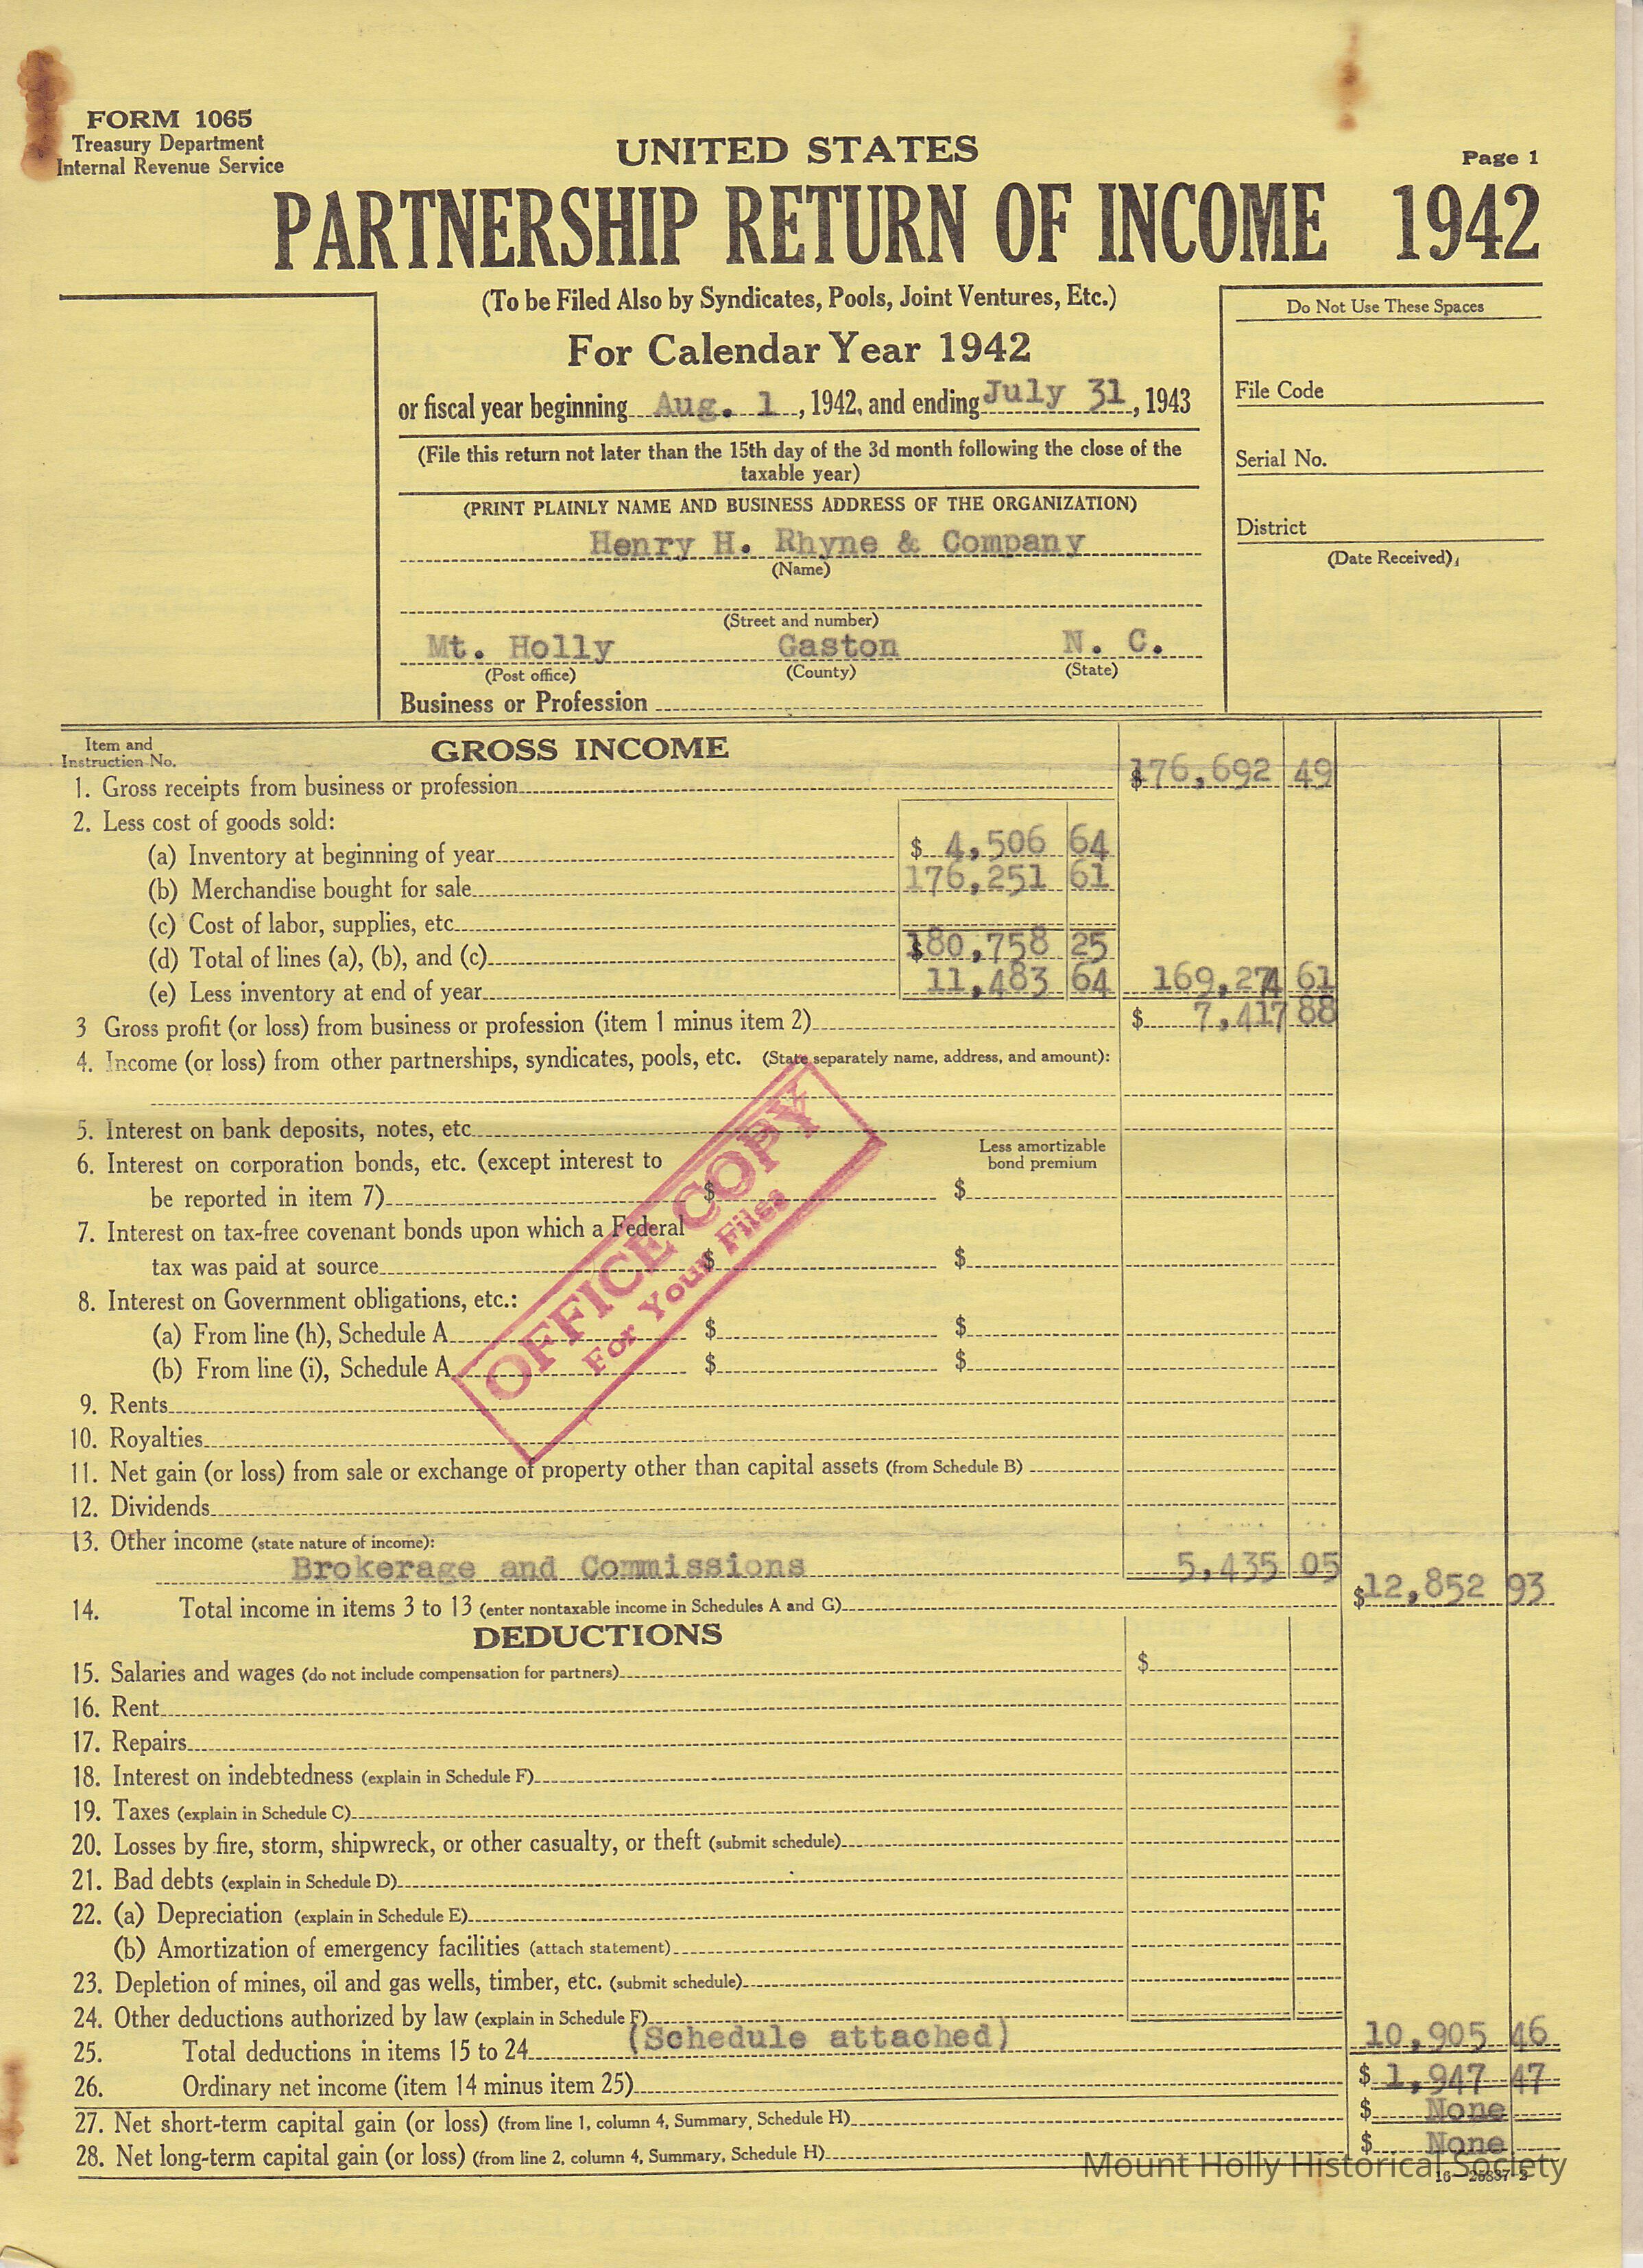 FORM 1065
Treasury Department
Internal Revenue Service
UNITED STATES
Page 1
PARTNERSHIP RETURN OF INCOME 1942
(To be Filed Also by Syndicates, Pools, Joint Ventures, Etc.)
For Calendar Year 1942
or fiscal year beginning Aug. 1, 1942, and ending July 31, 1943
(File this return not later than the 15th day of the 3d month following the close of the
taxable year)
(PRINT PLAINLY NAME AND BUSINESS ADDRESS OF THE ORGANIZATION)
Henry H. Rhyne & Company
(Name)
(Street and number)
Mt. Holly Gaston N. C.
(Post office) (County) (State)
Business or Profession
Do Not Use These Spaces
File Code
Serial No.
District
(Date Received)
Item and
Instruction No.
GROSS INCOME
1. Gross receipts from business or profession $176,692 49
2. Less cost of goods sold:
(a) Inventory at beginning of year $ 4,506 64
(b) Merchandise bought for sale 176,251 61
(c) Cost of labor, supplies, etc
(d) Total of lines (a), (b), and (c) $180,758 25
(e) Less inventory at end of year 11,483 64 169,274 61
3 Gross profit (or loss) from business or profession (item 1 minus item 2) $ 7,417 88
4. Income (or loss) from other partnerships, syndicates, pools, etc. (State separately name, address, and amount):
5. Interest on bank deposits, notes, etc
Less amortizable
bond premium
6. Interest on corporation bonds, etc. (except interest to
be reported in item 7) $ $
7. Interest on tax-free covenant bonds upon which a Federal
tax was paid at source $ $
8. Interest on Government obligations, etc.:
(a) From line (h), Schedule A $ $
(b) From line (i), Schedule A $ $
OFFICE COPY
For Your Files
9. Rents
10. Royalties
11. Net gain (or loss) from sale or exchange of property other than capital assets (from Schedule B)
12. Dividends
13. Other income (state nature of income):
Brokerage and Commissions 5,435 05
14. Total income in items 3 to 13 (enter nontaxable income in Schedules A and G) $12,852 93
DEDUCTIONS
15. Salaries and wages (do not include compensation for partners) $
16. Rent
17. Repairs
18. Interest on indebtedness (explain in Schedule F)
19. Taxes (explain in Schedule C)
20. Losses by fire, storm, shipwreck, or other casualty, or theft (submit schedule)
21. Bad debts (explain in Schedule D)
22. (a) Depreciation (explain in Schedule E)
(b) Amortization of emergency facilities (attach statement)
23. Depletion of mines, oil and gas wells, timber, etc. (submit schedule)
24. Other deductions authorized by law (explain in Schedule F)
(Schedule attached)
25. Total deductions in items 15 to 24 10,905 46
26. Ordinary net income (item 14 minus item 25) $ 1,947 47
27. Net short-term capital gain (or loss) (from line 1, column 4, Summary, Schedule H) $ None
28. Net long-term capital gain (or loss) (from line 2, column 4, Summary, Schedule H) $ None
Mount Holly Historical Society
16—25337-2